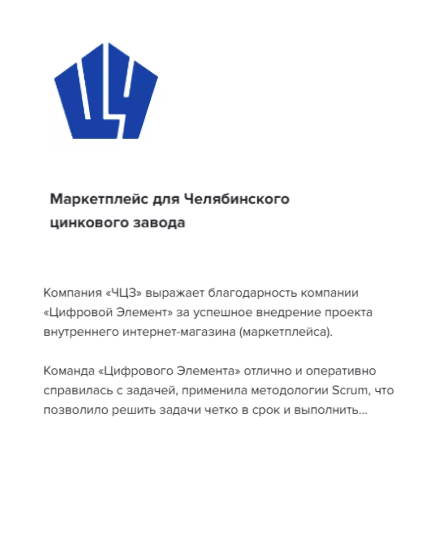 Маркетплейс для Челябинского
цинкового завода
Компания «ЧЦЗ» выражает благодарность компании
«Цифровой Элемент» за успешное внедрение проекта
внутреннего интернет-магазина (маркетплейса).
Команда «Цифрового Элемента» отлично и оперативно
справилась с задачей, применила методологии Scrum, что
позволило решить задачи четко в срок и выполнить...